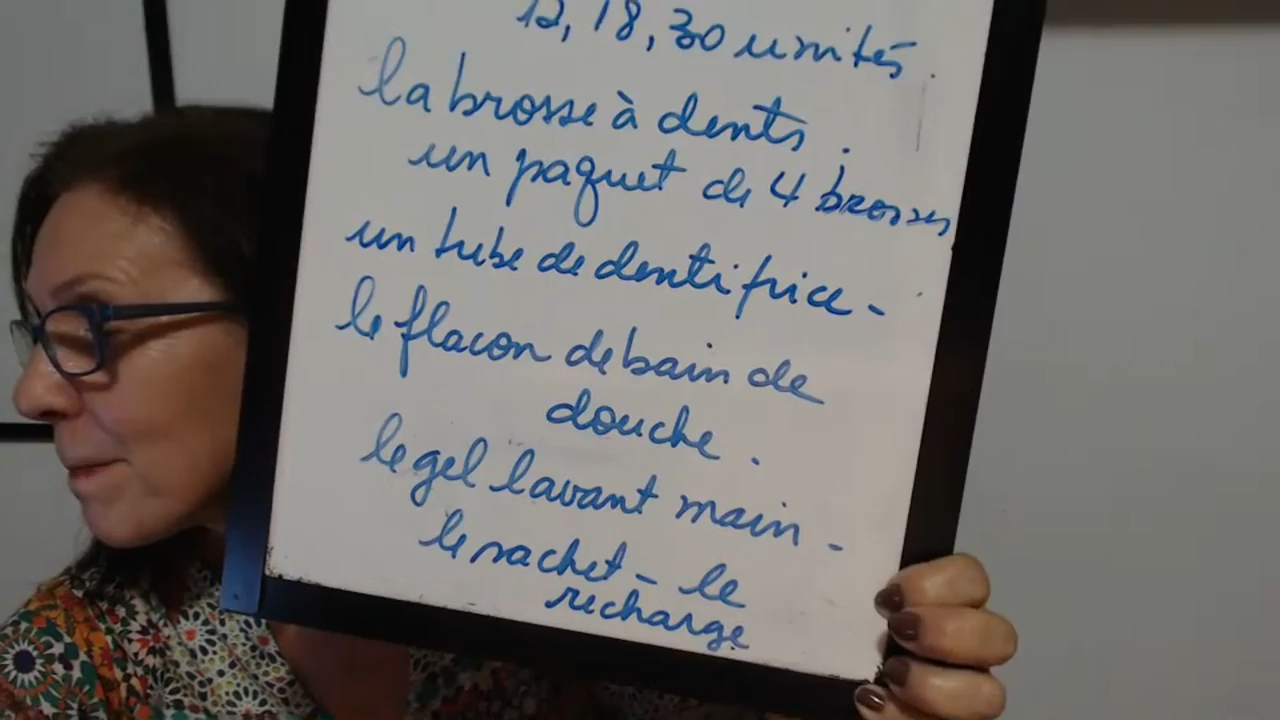 12, 18, 30 unités.
la brosse à dents :
un paquet de 4 brosses
un tube de dentifrice -
le flacon de bain de
douche.
le gel lavant main -
le sachet - le
recharge